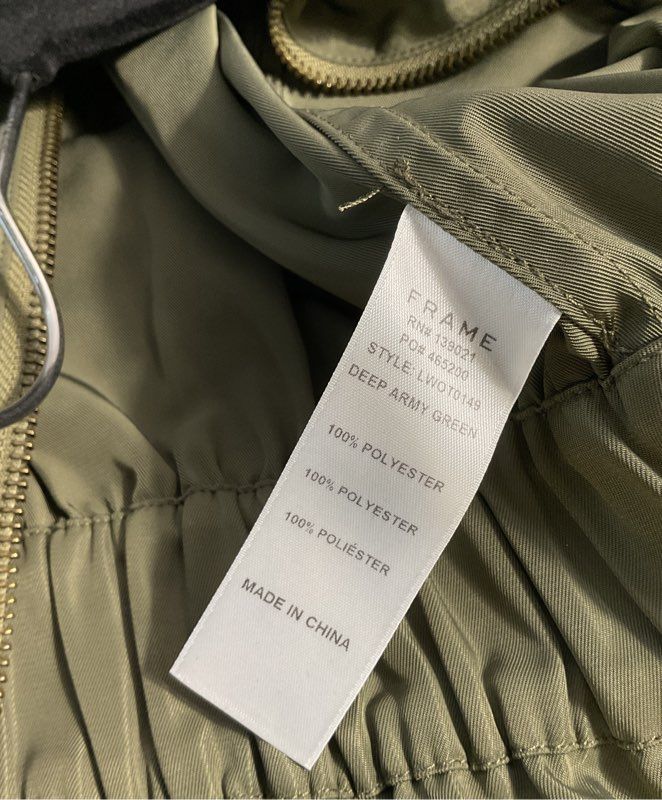 FRAME
RN# 139021
PO# 465200
STYLE: LWOT0149
DEEP ARMY GREEN
100% POLYESTER
100% POLYESTER
100% POLIÉSTER
MADE IN CHINA